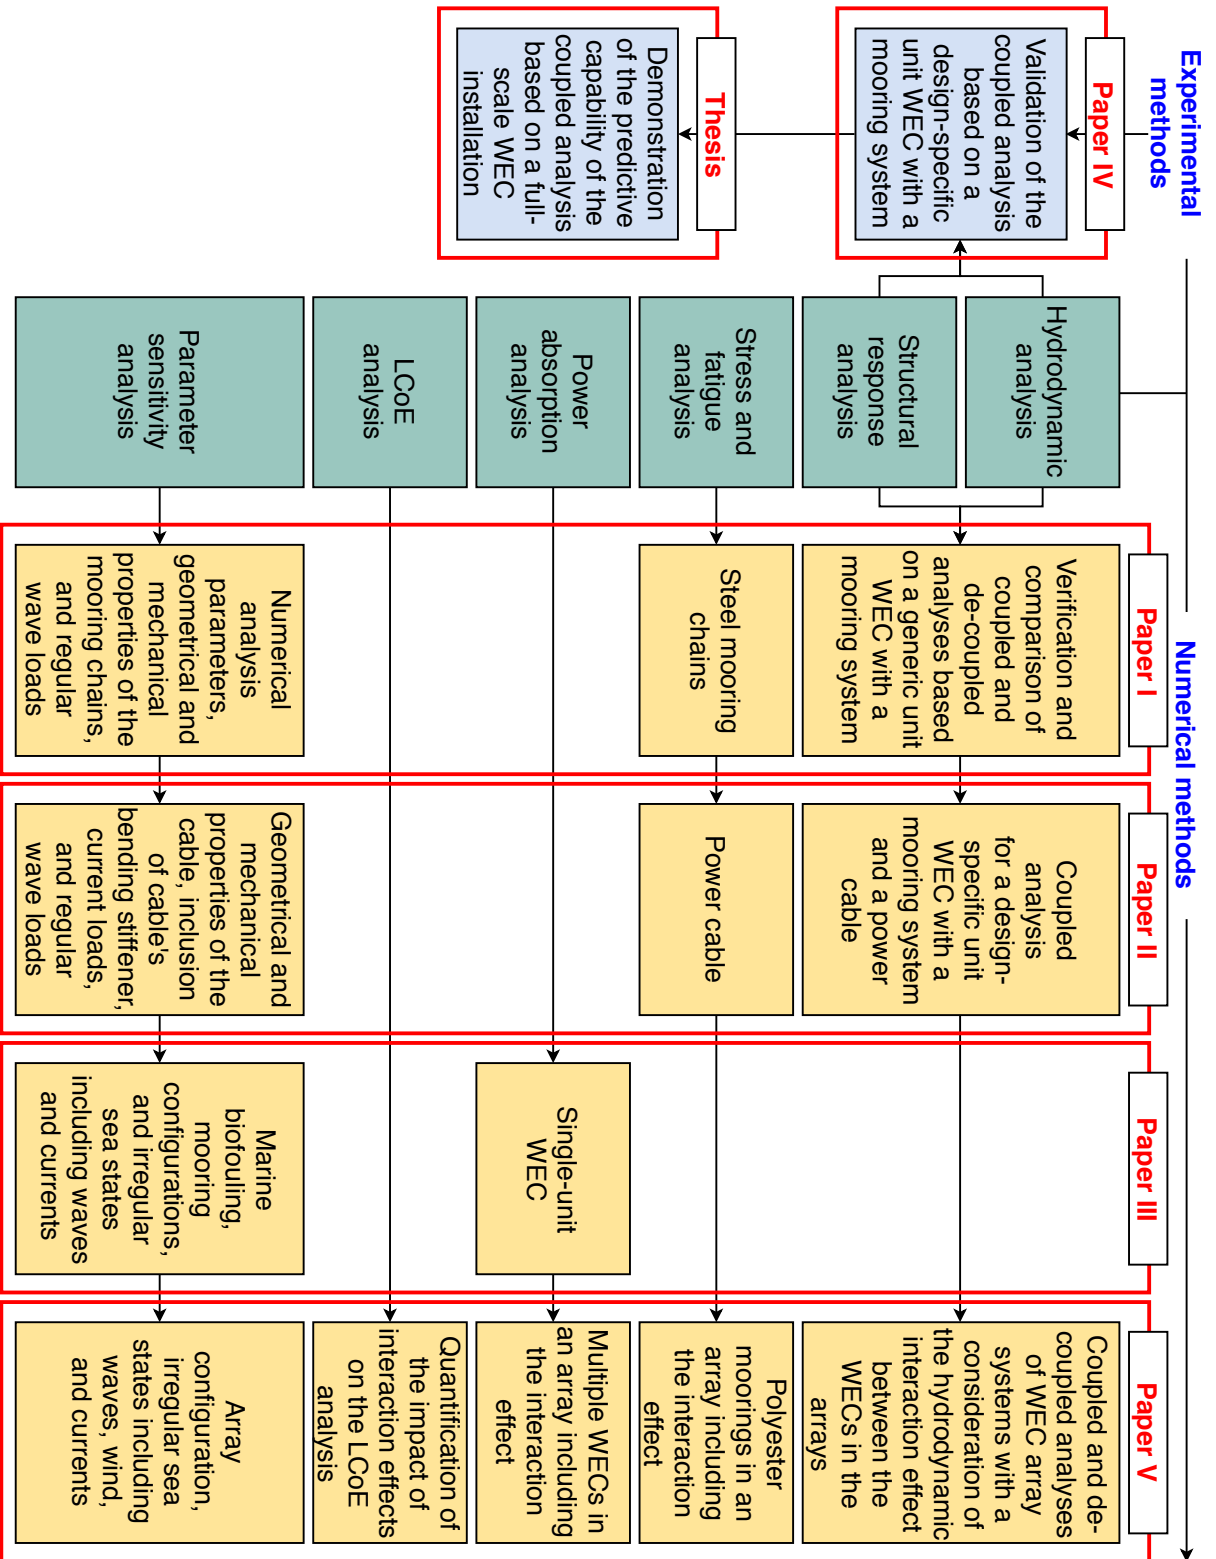 Experimental
methods
Numerical methods
Paper IV
Validation of the
coupled analysis
based on a
design-specific
unit WEC with a
mooring system
Thesis
Demonstration
of the predictive
capability of the
coupled analysis
based on a full-
scale WEC
installation
Hydrodynamic
analysis
Structural
response
analysis
Stress and
fatigue
analysis
Power
absorption
analysis
LCoE
analysis
Parameter
sensitivity
analysis
Paper I
Verification and
comparison of
coupled and
de-coupled
analyses based
on a generic unit
WEC with a
mooring system
Steel mooring
chains
Numerical
analysis
parameters,
geometrical and
mechanical
properties of the
mooring chains,
and regular
wave loads
Paper II
Coupled
analysis
for a design-
specific unit
WEC with a
mooring system
and a power
cable
Power cable
Geometrical and
mechanical
properties of the
cable, inclusion
of cable's
bending stiffener,
current loads,
and regular
wave loads
Paper III
Single-unit
WEC
Marine
biofouling,
mooring
configurations,
and irregular
sea states
including waves
and currents
Paper V
Coupled and de-
coupled analyses
of WEC array
systems with a
consideration of
the hydrodynamic
interaction effect
between the
WECs in the
arrays
Polyester
moorings in an
array including
the interaction
effect
Multiple WECs in
an array including
the interaction
effect
Quantification of
the impact of
interaction effects
on the LCoE
analysis
Array
configuration,
irregular sea
states including
waves, wind,
and currents